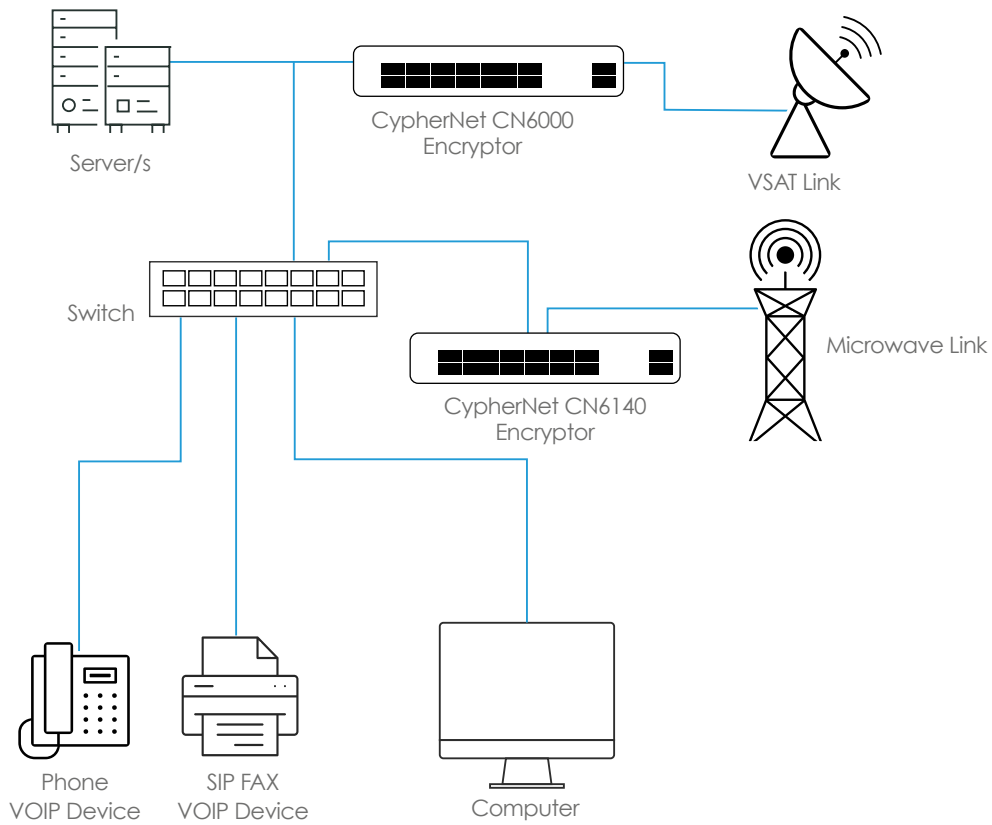 Server/s
CypherNet CN6000
Encryptor
VSAT Link
Switch
Microwave Link
CypherNet CN6140
Encryptor
Phone
VOIP Device
SIP FAX
VOIP Device
Computer